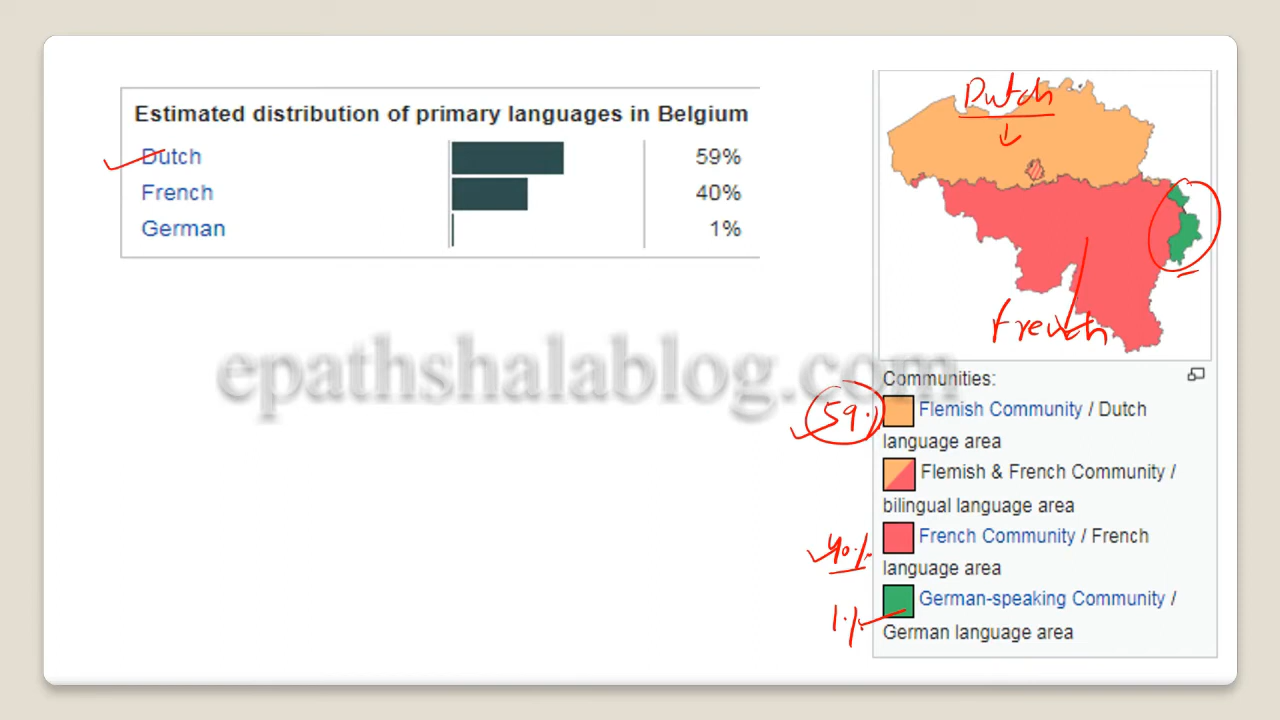 Estimated distribution of primary languages in Belgium
Dutch 59%
French 40%
German 1%
Dutch
French
epathshalablog.com
Communities:
59%
Flemish Community / Dutch
language area
Flemish & French Community /
bilingual language area
40%
French Community / French
language area
1%
German-speaking Community /
German language area